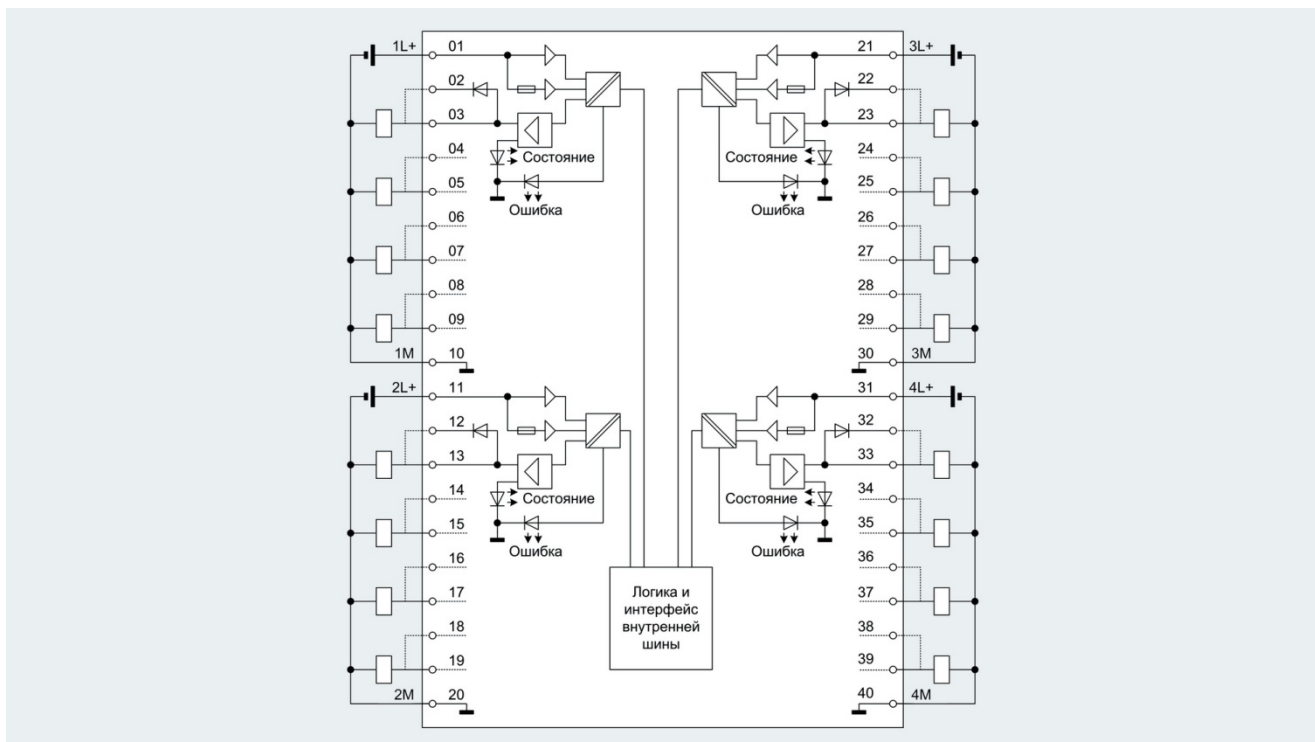 1L+ 01 21 3L+
02 22
03 23
Состояние Состояние
04 24
05 25
Ошибка Ошибка
06 26
07 27
08 28
09 29
1M 10 30 3M
2L+ 11 31 4L+
12 32
13 33
Состояние Состояние
14 34
15 35
Ошибка Ошибка
16 36
17 37
Логика и
интерфейс
внутренней
шины
18 38
19 39
2M 20 40 4M